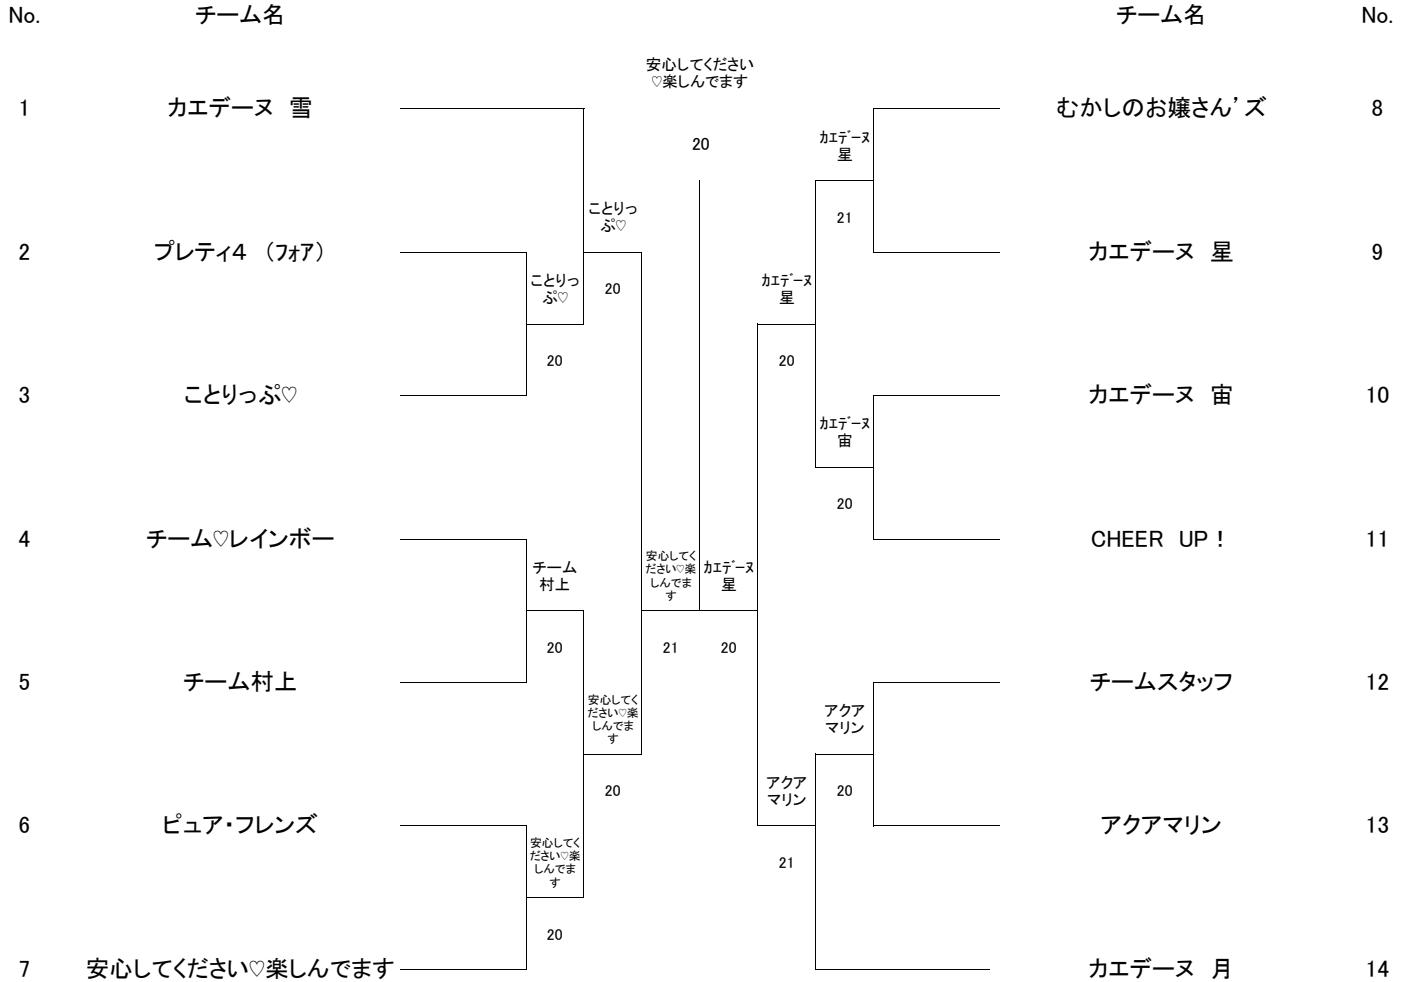 No. チーム名 チーム名 No.
安心してください
♡楽しんでます
1 カエデーヌ 雪 むかしのお嬢さん’ズ 8
20
ｶｴﾃﾞｰﾇ
星
ことりっ
ぷ♡
21
2 プレティ4 （ﾌｫｱ） カエデーヌ 星 9
ことりっ
ぷ♡
20
ｶｴﾃﾞｰﾇ
星
20
20
3 ことりっぷ♡ カエデーヌ 宙 10
ｶｴﾃﾞｰﾇ
宙
20
4 チーム♡レインボー CHEER UP！ 11
チーム
村上
安心してく
ださい♡楽
しんでま
す
ｶｴﾃﾞｰﾇ
星
20
21
20
5 チーム村上 チームスタッフ 12
安心してく
ださい♡楽
しんでま
す
アクア
マリン
20
アクア
マリン
20
6 ピュア・フレンズ アクアマリン 13
安心してく
ださい♡楽
しんでま
す
21
20
7 安心してください♡楽しんでます カエデーヌ 月 14